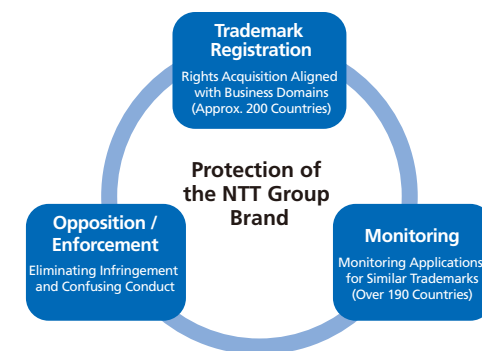 Trademark
Registration
Rights Acquisition Aligned
with Business Domains
(Approx. 200 Countries)
Protection of
the NTT Group
Brand
Opposition /
Enforcement
Eliminating Infringement
and Confusing Conduct
Monitoring
Monitoring Applications
for Similar Trademarks
(Over 190 Countries)